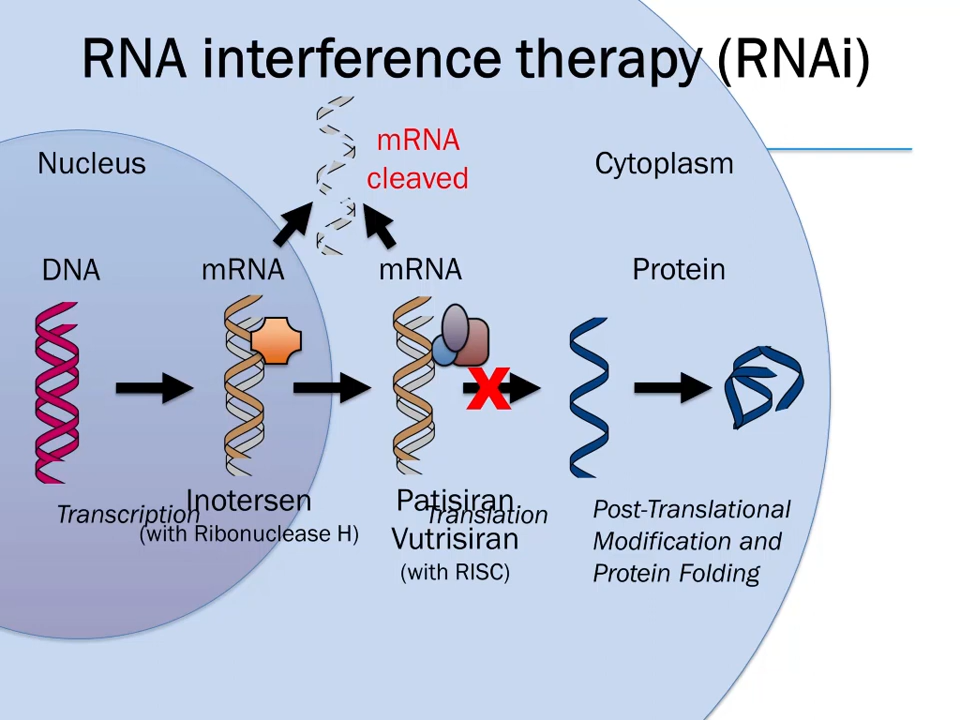 RNA interference therapy (RNAi)
mRNA
cleaved
Nucleus
Cytoplasm
DNA
mRNA
mRNA
Protein
X
Inotersen
(with Ribonuclease H)
Transcription
Patisiran
Vutrisiran
(with RISC)
Translation
Post-Translational
Modification and
Protein Folding